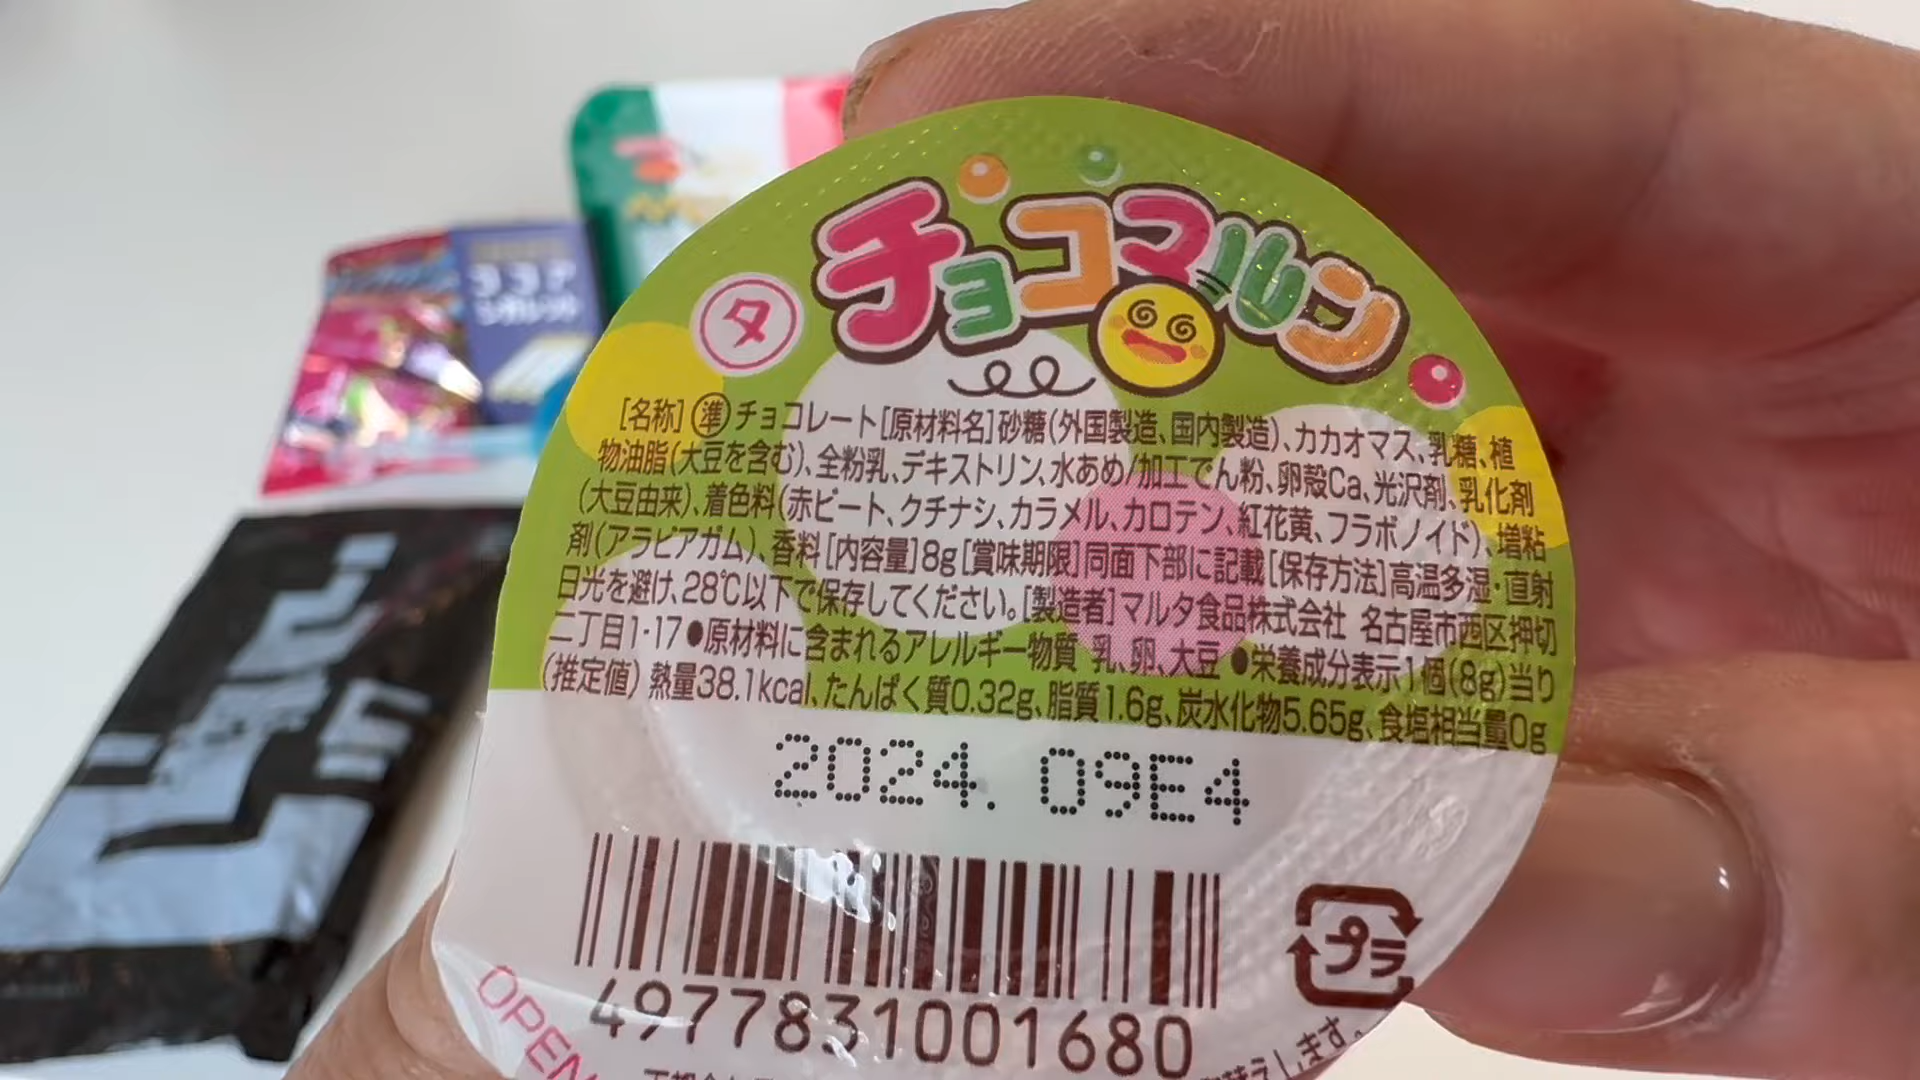 チョコマルン
タ
[名称]㊜チョコレート[原材料名]砂糖(外国製造、国内製造)、カカオマス、乳糖、植
物油脂(大豆を含む)、全粉乳、デキストリン、水あめ/加工でん粉、卵殻Ca、光沢剤、乳化剤
(大豆由来)、着色料(赤ビート、クチナシ、カラメル、カロテン、紅花黄、フラボノイド)、増粘
剤(アラビアガム)、香料[内容量]8g[賞味期限]同面下部に記載[保存方法]高温多湿・直射
日光を避け、28℃以下で保存してください。[製造者]マルタ食品株式会社 名古屋市西区押切
二丁目1-17●原材料に含まれるアレルギー物質 乳、卵、大豆●栄養成分表示1個(8g)当り
(推定値) 熱量38.1kcal、たんぱく質0.32g、脂質1.6g、炭水化物5.65g、食塩相当量0g
2024. 09E4
4977831001680
プラ
OPEN
ココア
シガレット